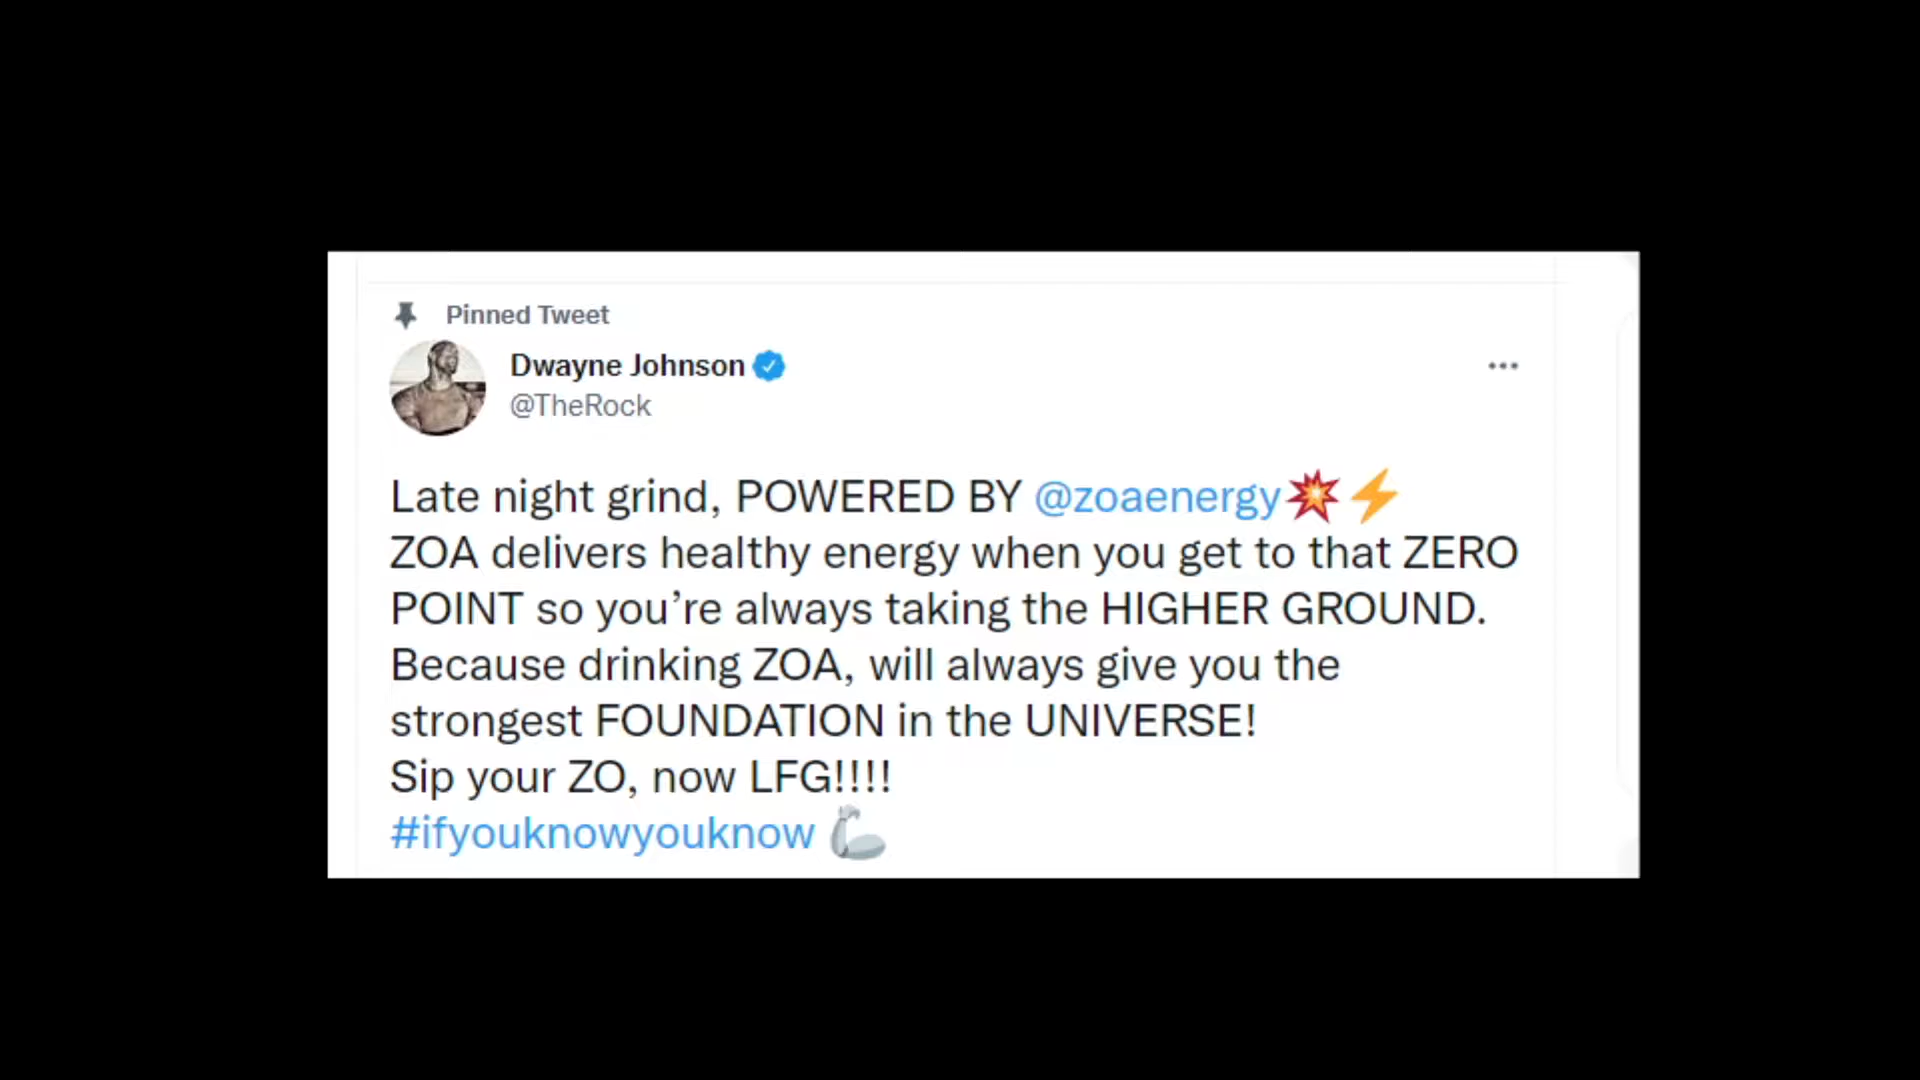 Pinned Tweet
Dwayne Johnson
@TheRock
Late night grind, POWERED BY @zoaenergy💥⚡
ZOA delivers healthy energy when you get to that ZERO
POINT so you’re always taking the HIGHER GROUND.
Because drinking ZOA, will always give you the
strongest FOUNDATION in the UNIVERSE!
Sip your ZO, now LFG!!!!
#ifyouknowyouknow 🦾